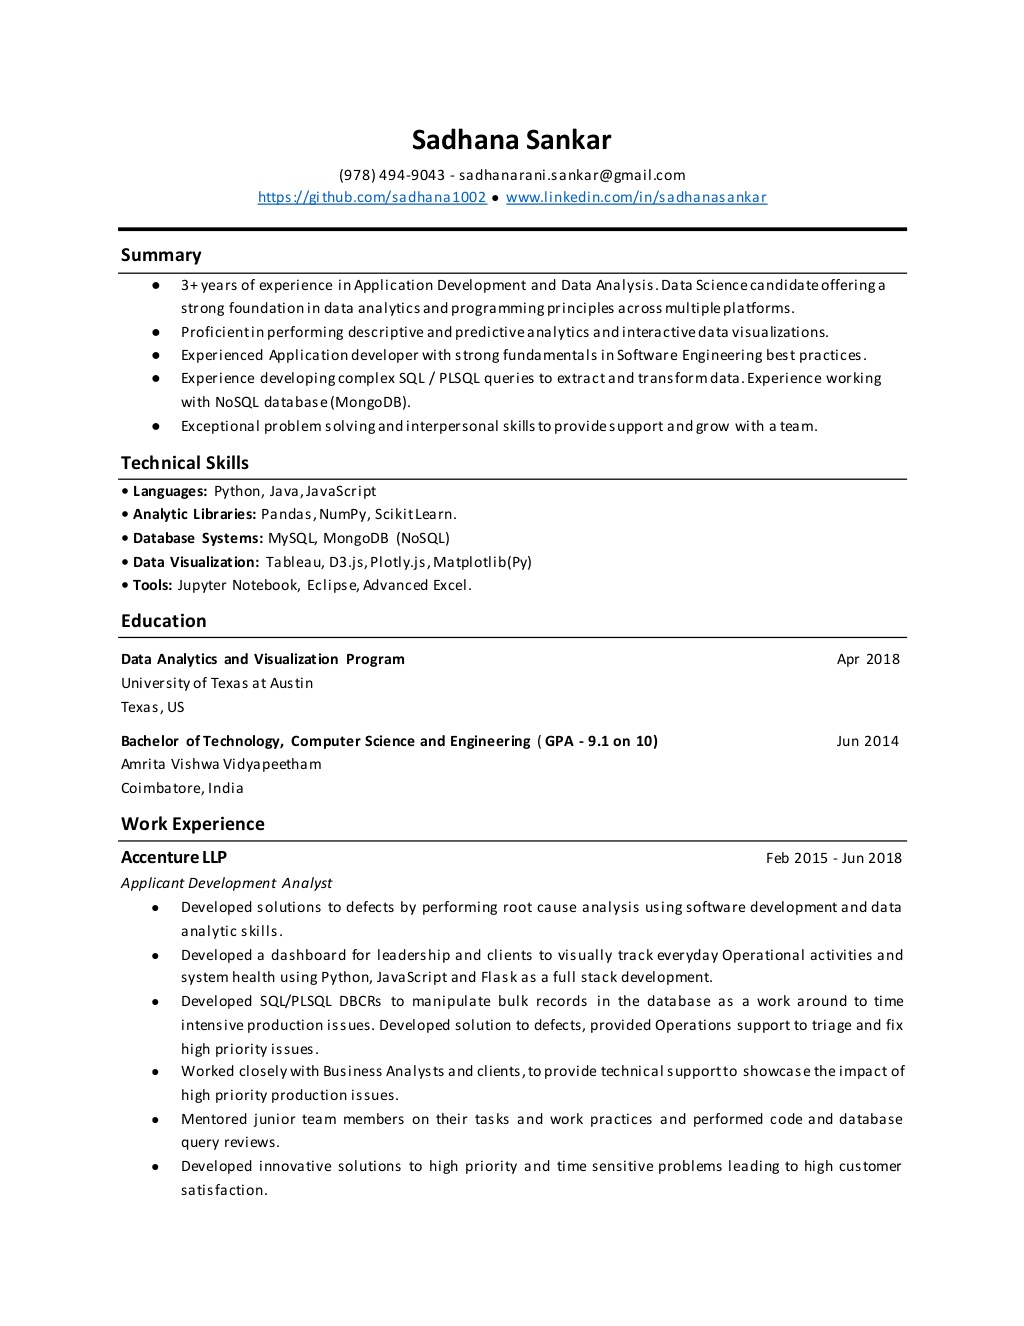 Sadhana Sankar
(978) 494-9043 - sadhanarani.sankar@gmail.com
https://github.com/sadhana1002 ● www.linkedin.com/in/sadhanasankar
Summary
● 3+ years of experience in Application Development and Data Analysis. Data Science candidate offering a
strong foundation in data analytics and programming principles across multiple platforms.
● Proficient in performing descriptive and predictive analytics and interactive data visualizations.
● Experienced Application developer with strong fundamentals in Software Engineering best practices.
● Experience developing complex SQL / PLSQL queries to extract and transform data. Experience working
with NoSQL database (MongoDB).
● Exceptional problem solving and interpersonal skills to provide support and grow with a team.
Technical Skills
• Languages: Python, Java, JavaScript
• Analytic Libraries: Pandas, NumPy, Scikit Learn.
• Database Systems: MySQL, MongoDB (NoSQL)
• Data Visualization: Tableau, D3.js, Plotly.js, Matplotlib(Py)
• Tools: Jupyter Notebook, Eclipse, Advanced Excel.
Education
Data Analytics and Visualization Program Apr 2018
University of Texas at Austin
Texas, US
Bachelor of Technology, Computer Science and Engineering ( GPA - 9.1 on 10) Jun 2014
Amrita Vishwa Vidyapeetham
Coimbatore, India
Work Experience
Accenture LLP Feb 2015 - Jun 2018
Applicant Development Analyst
● Developed solutions to defects by performing root cause analysis using software development and data
analytic skills.
● Developed a dashboard for leadership and clients to visually track everyday Operational activities and
system health using Python, JavaScript and Flask as a full stack development.
● Developed SQL/PLSQL DBCRs to manipulate bulk records in the database as a work around to time
intensive production issues. Developed solution to defects, provided Operations support to triage and fix
high priority issues.
● Worked closely with Business Analysts and clients, to provide technical support to showcase the impact of
high priority production issues.
● Mentored junior team members on their tasks and work practices and performed code and database
query reviews.
● Developed innovative solutions to high priority and time sensitive problems leading to high customer
satisfaction.